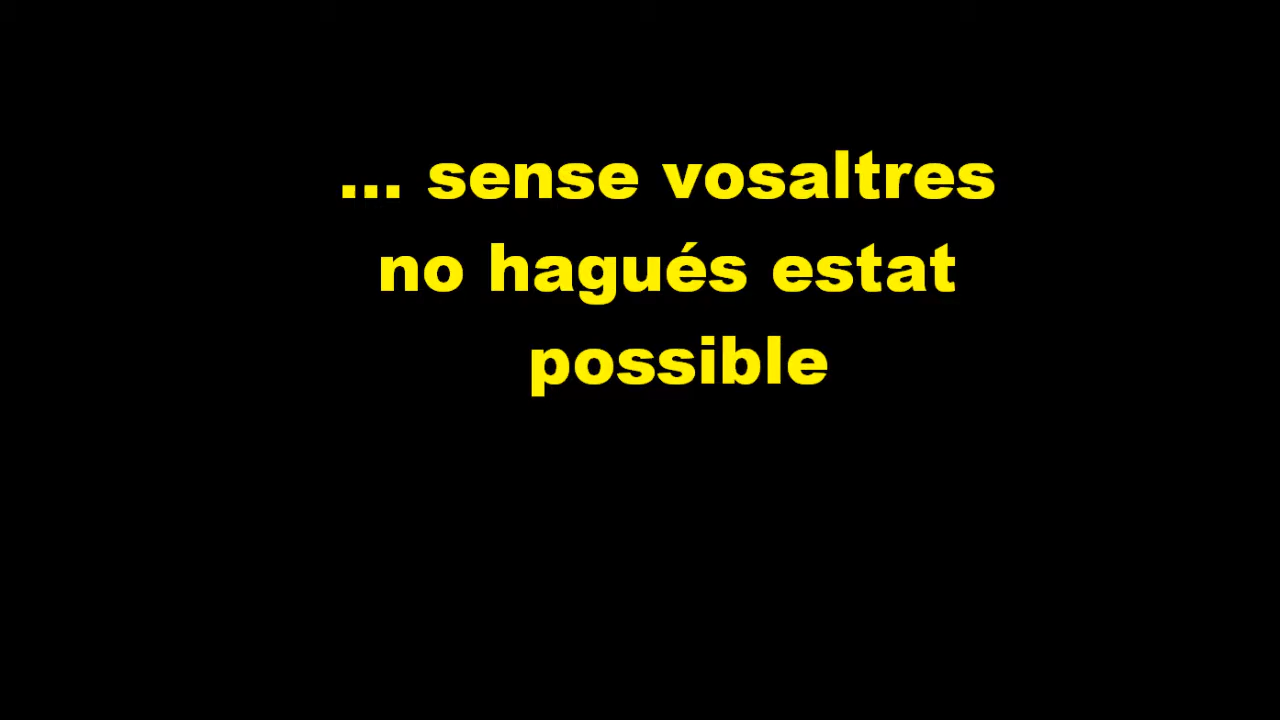 ... sense vosaltres
no hagués estat
possible